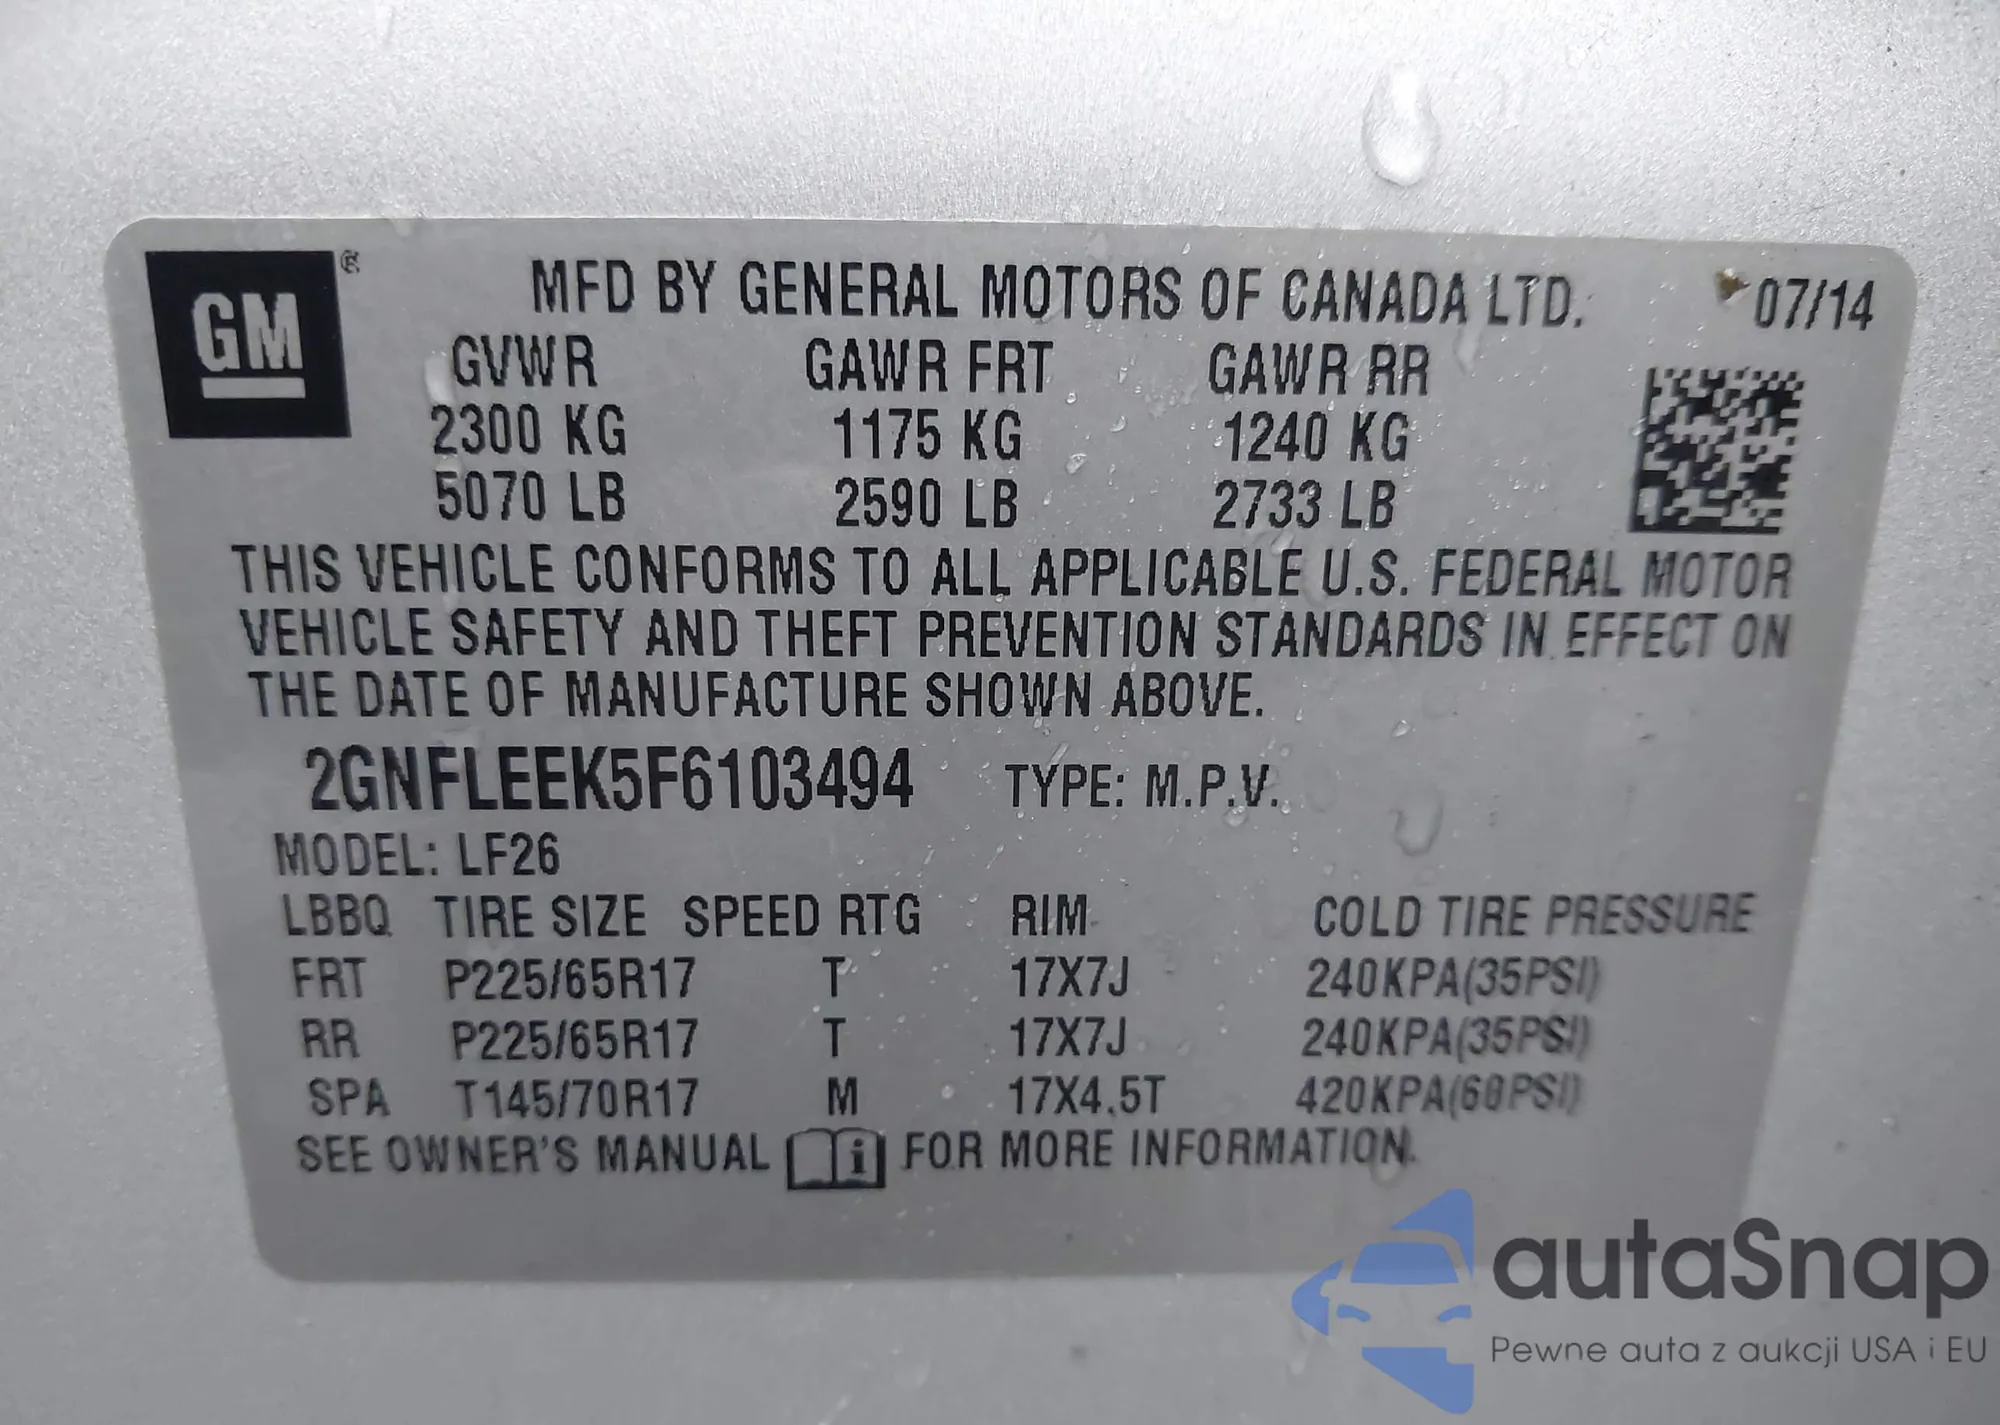 GM ®
MFD BY GENERAL MOTORS OF CANADA LTD. 07/14
GVWR GAWR FRT GAWR RR
2300 KG 1175 KG 1240 KG
5070 LB 2590 LB 2733 LB
THIS VEHICLE CONFORMS TO ALL APPLICABLE U.S. FEDERAL MOTOR
VEHICLE SAFETY AND THEFT PREVENTION STANDARDS IN EFFECT ON
THE DATE OF MANUFACTURE SHOWN ABOVE.
2GNFLEEK5F6103494 TYPE: M.P.V.
MODEL: LF26
LBBQ TIRE SIZE SPEED RTG RIM COLD TIRE PRESSURE
FRT P225/65R17 T 17X7J 240KPA(35PSI)
RR P225/65R17 T 17X7J 240KPA(35PSI)
SPA T145/70R17 M 17X4.5T 420KPA(60PSI)
SEE OWNER'S MANUAL i FOR MORE INFORMATION.
autaSnap
Pewne auta z aukcji USA i EU